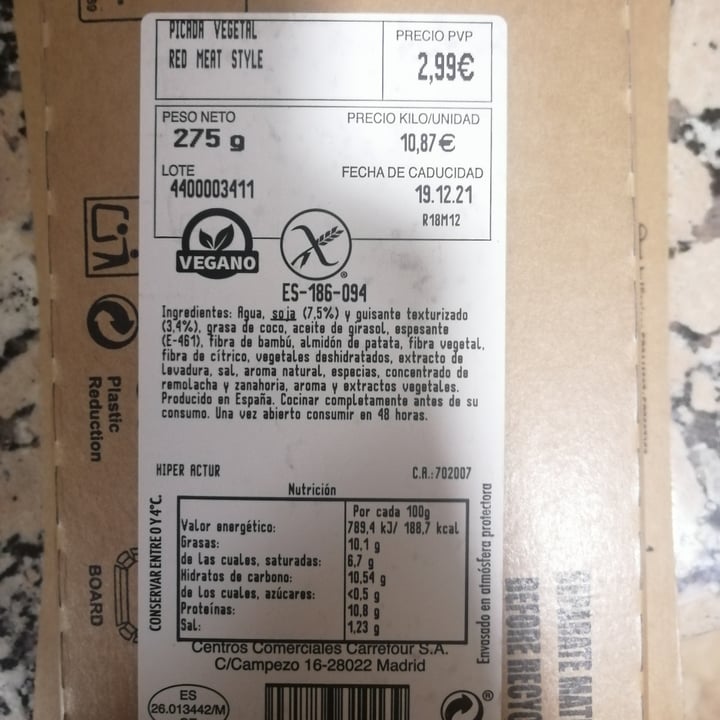 PICADA VEGETAL
RED MEAT STYLE
PRECIO PVP
2,99€
PESO NETO
275 g
PRECIO KILO/UNIDAD
10,87€
LOTE
4400003411
FECHA DE CADUCIDAD
19.12.21
R18M12
VEGANO
ES-186-094
Ingredientes: Agua, soja (7,5%) y guisante texturizado
(3,4%), grasa de coco, aceite de girasol, espesante
(E-461), fibra de bambú, almidón de patata, fibra vegetal,
fibra de cítrico, vegetales deshidratados, extracto de
levadura, sal, aroma natural, especias, concentrado de
remolacha y zanahoria, aroma y extractos vegetales.
Producido en España. Cocinar completamente antes de su
consumo. Una vez abierto consumir en 48 horas.
HIPER ACTUR
C.A.:702007
Nutrición
Por cada 100g
Valor energético: 789,4 kJ/ 188,7 kcal
Grasas: 10,1 g
de las cuales, saturadas: 6,7 g
Hidratos de carbono: 10,54 g
de los cuales, azúcares: <0,5 g
Proteínas: 10,8 g
Sal: 1,23 g
CONSERVAR ENTRE 0 Y 4°C.
Envasado en atmósfera protectora
Centros Comerciales Carrefour S.A.
C/Campezo 16-28022 Madrid
ES
26.013442/M
®
Plastic
Reduction
BOARD
BEFORE